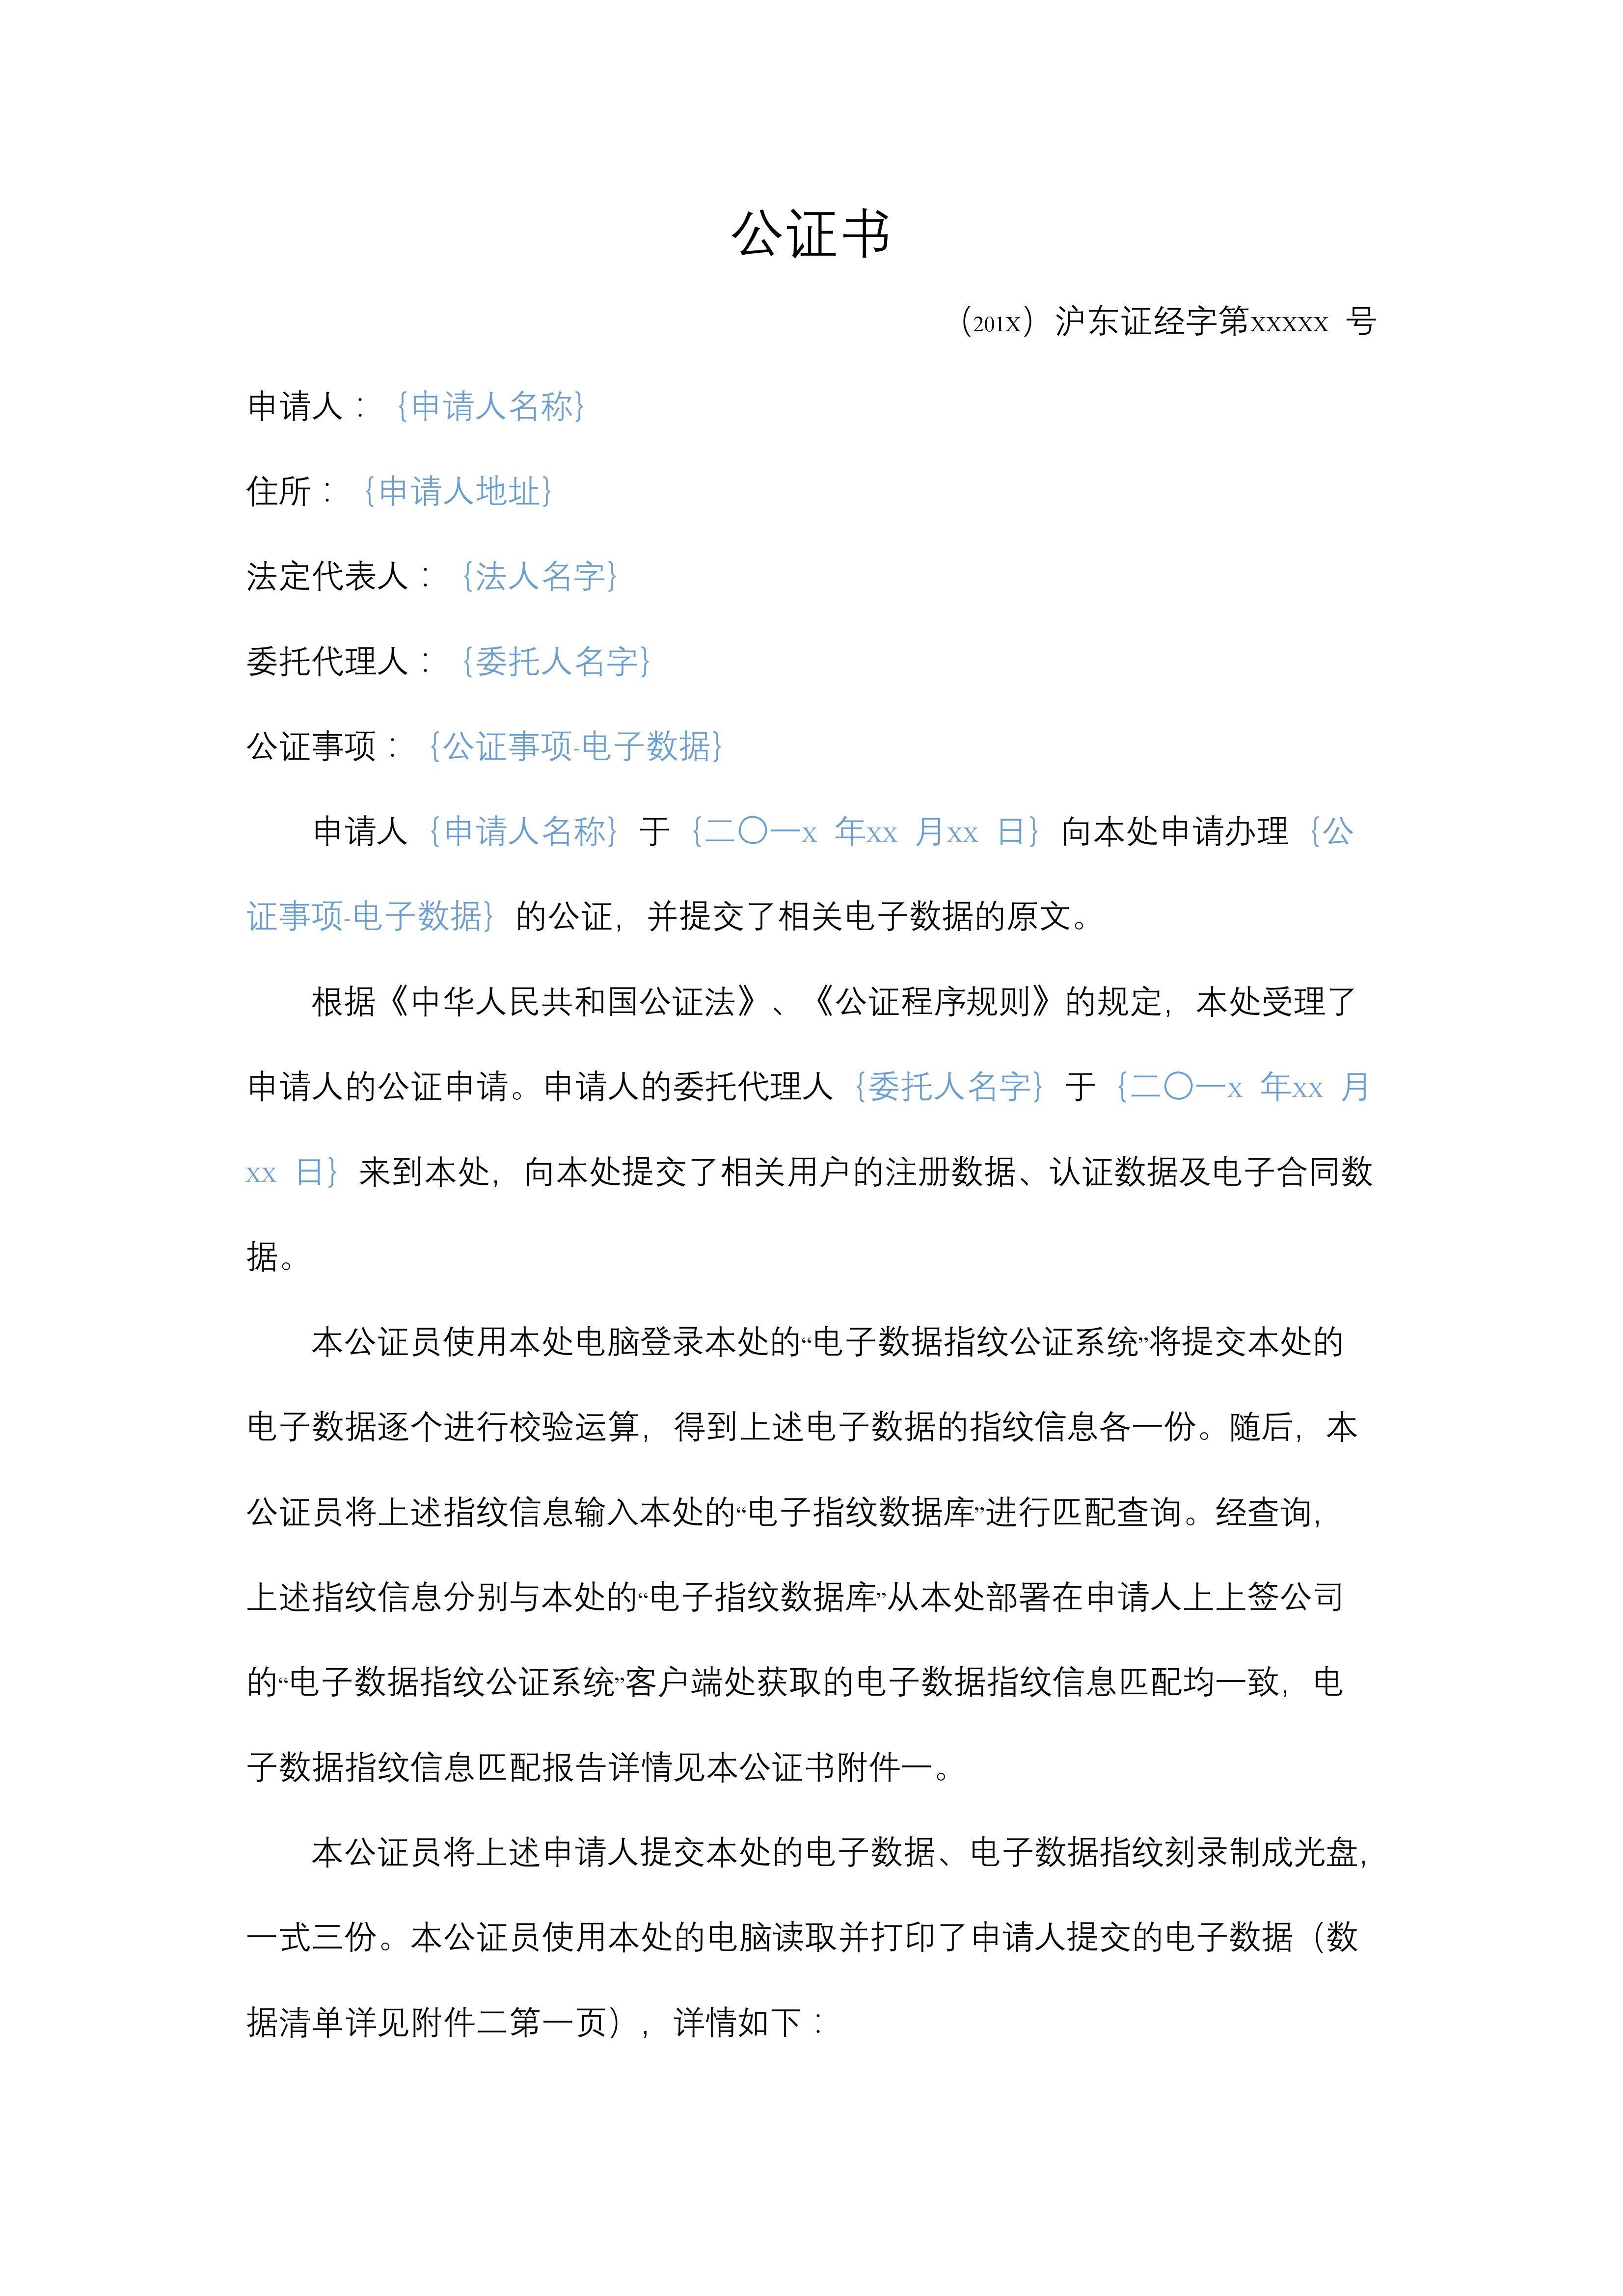 公证书
（201X）沪东证经字第XXXXX 号
申请人：｛申请人名称｝
住所：｛申请人地址｝
法定代表人：｛法人名字｝
委托代理人：｛委托人名字｝
公证事项：｛公证事项-电子数据｝
申请人｛申请人名称｝于｛二〇一x 年xx 月xx 日｝向本处申请办理｛公
证事项-电子数据｝的公证，并提交了相关电子数据的原文。
根据《中华人民共和国公证法》、《公证程序规则》的规定，本处受理了
申请人的公证申请。申请人的委托代理人｛委托人名字｝于｛二〇一x 年xx 月
xx 日｝来到本处，向本处提交了相关用户的注册数据、认证数据及电子合同数
据。
本公证员使用本处电脑登录本处的“电子数据指纹公证系统”将提交本处的
电子数据逐个进行校验运算，得到上述电子数据的指纹信息各一份。随后，本
公证员将上述指纹信息输入本处的“电子指纹数据库”进行匹配查询。经查询，
上述指纹信息分别与本处的“电子指纹数据库”从本处部署在申请人上上签公司
的“电子数据指纹公证系统”客户端处获取的电子数据指纹信息匹配均一致，电
子数据指纹信息匹配报告详情见本公证书附件一。
本公证员将上述申请人提交本处的电子数据、电子数据指纹刻录制成光盘，
一式三份。本公证员使用本处的电脑读取并打印了申请人提交的电子数据（数
据清单详见附件二第一页），详情如下：